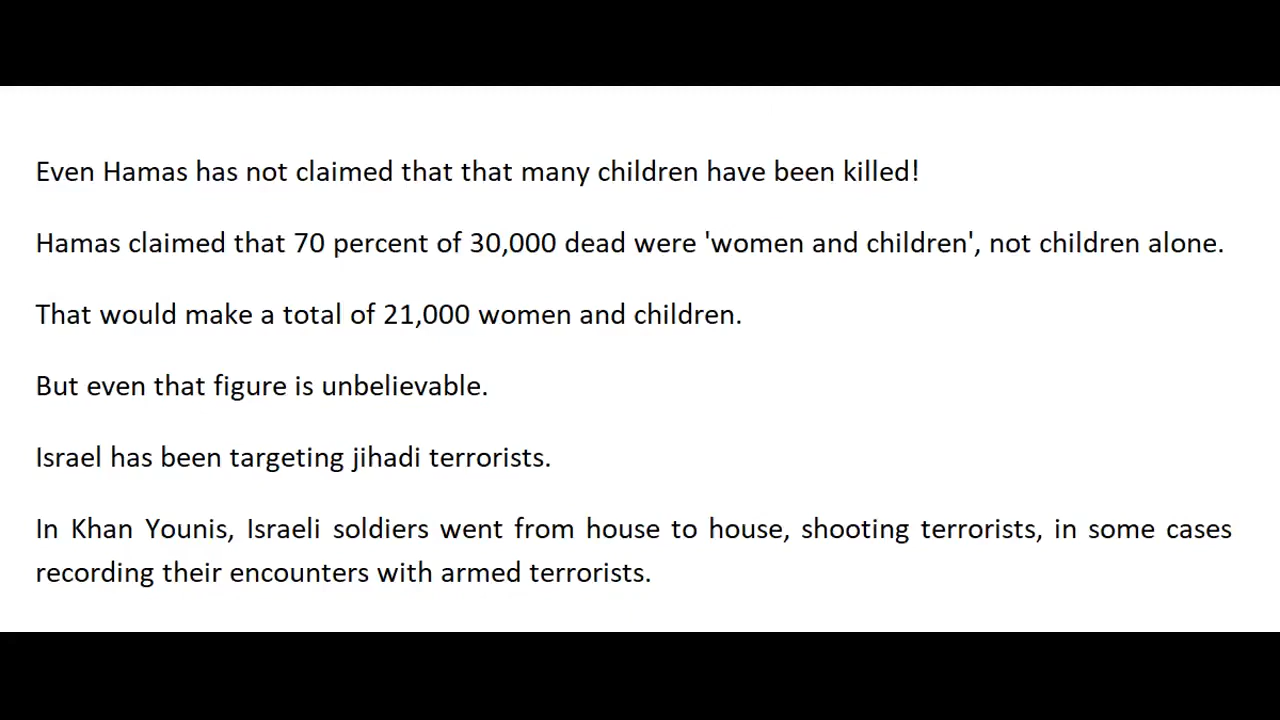 Even Hamas has not claimed that that many children have been killed!
Hamas claimed that 70 percent of 30,000 dead were 'women and children', not children alone.
That would make a total of 21,000 women and children.
But even that figure is unbelievable.
Israel has been targeting jihadi terrorists.
In Khan Younis, Israeli soldiers went from house to house, shooting terrorists, in some cases
recording their encounters with armed terrorists.